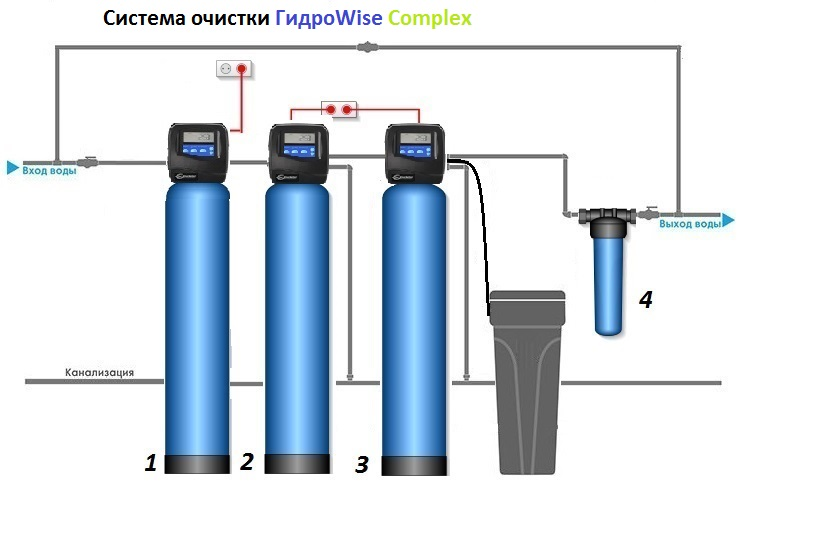 Система очистки ГидроWise Complex
Вход воды
Выход воды
4
Канализация
1
2
3